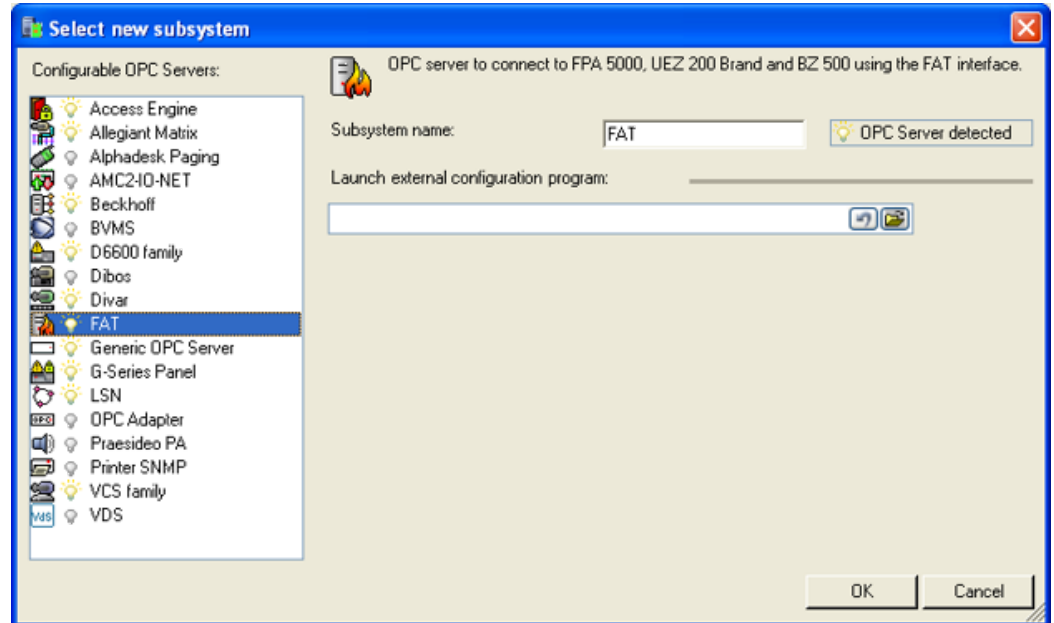 Select new subsystem
Configurable OPC Servers:
Access Engine
Allegiant Matrix
Alphadesk Paging
AMC2-IO-NET
Beckhoff
BVMS
D6600 family
Dibos
Divar
FAT
Generic OPC Server
G-Series Panel
LSN
OPC Adapter
Praesideo PA
Printer SNMP
VCS family
VdS VDS
OPC server to connect to FPA 5000, UEZ 200 Brand and BZ 500 using the FAT interface.
Subsystem name:
FAT
OPC Server detected
Launch external configuration program:
OK
Cancel